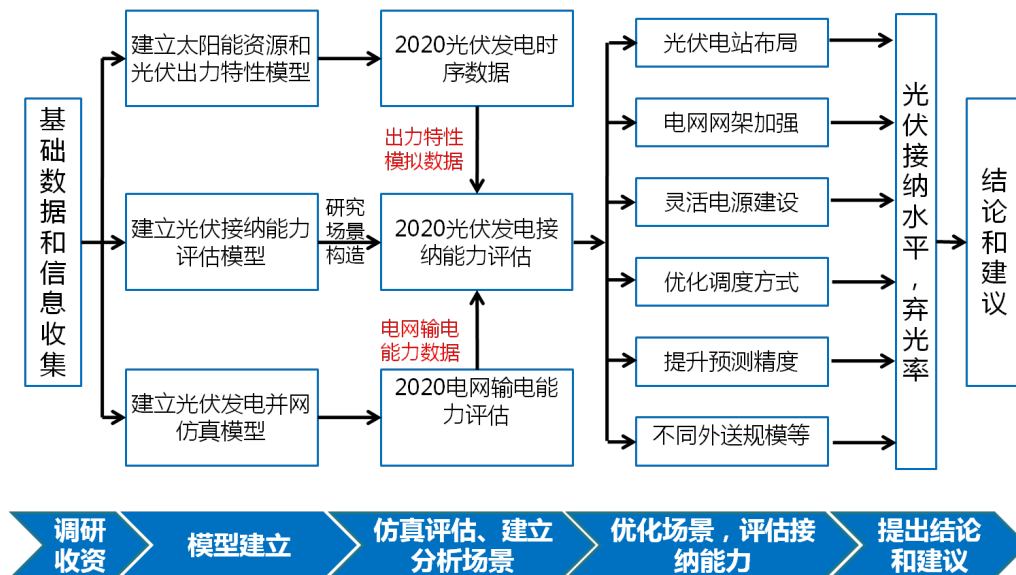 基础数据和信息收集
建立太阳能资源和
光伏出力特性模型
建立光伏接纳能力
评估模型
建立光伏发电并网
仿真模型
研究
场景
构造
2020光伏发电时
序数据
出力特性
模拟数据
2020光伏发电接
纳能力评估
电网输电
能力数据
2020电网输电能
力评估
光伏电站布局
电网网架加强
灵活电源建设
优化调度方式
提升预测精度
不同外送规模等
光伏接纳水平，弃光率
结论和建议
调研
收资
模型建立
仿真评估、建立
分析场景
优化场景，评估接
纳能力
提出结论
和建议